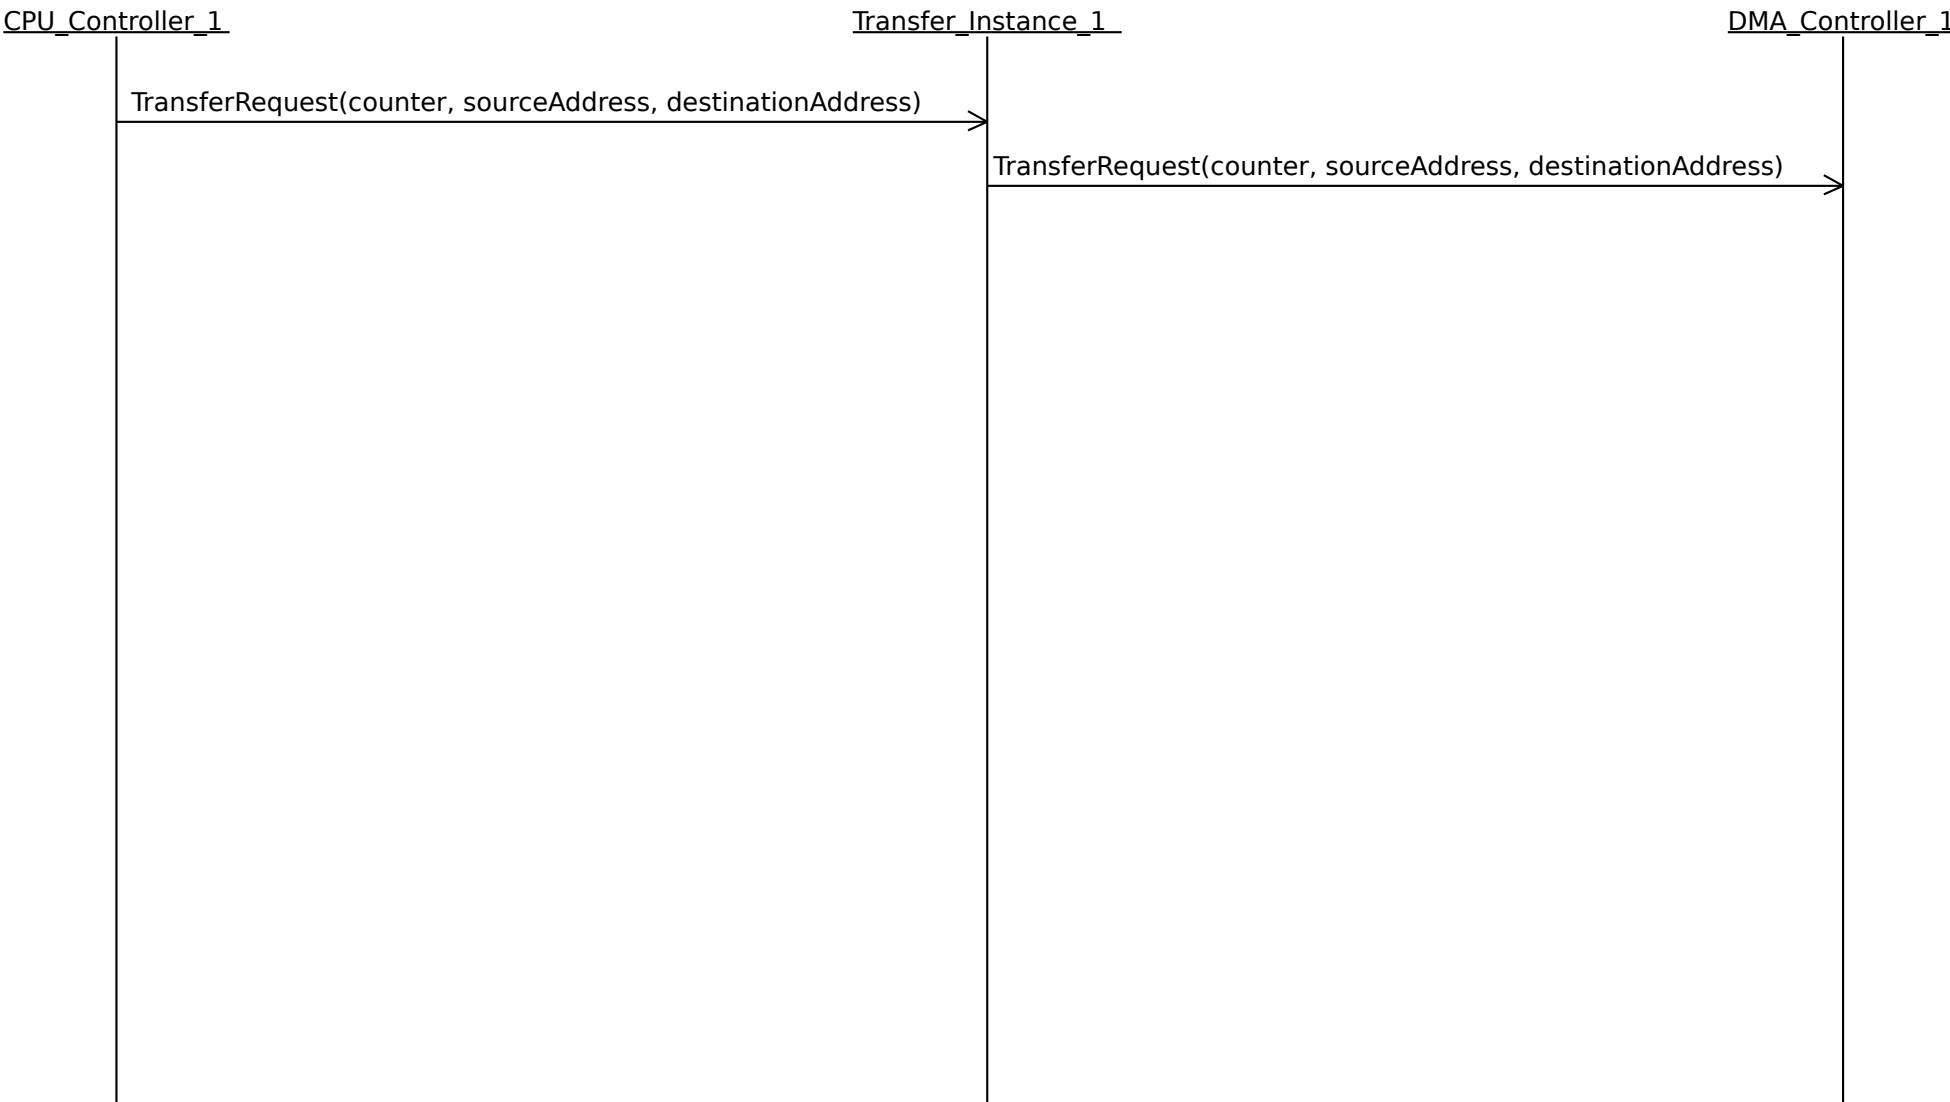 CPU_Controller_1 Transfer_Instance_1 DMA_Controller_1
TransferRequest(counter, sourceAddress, destinationAddress)
TransferRequest(counter, sourceAddress, destinationAddress)